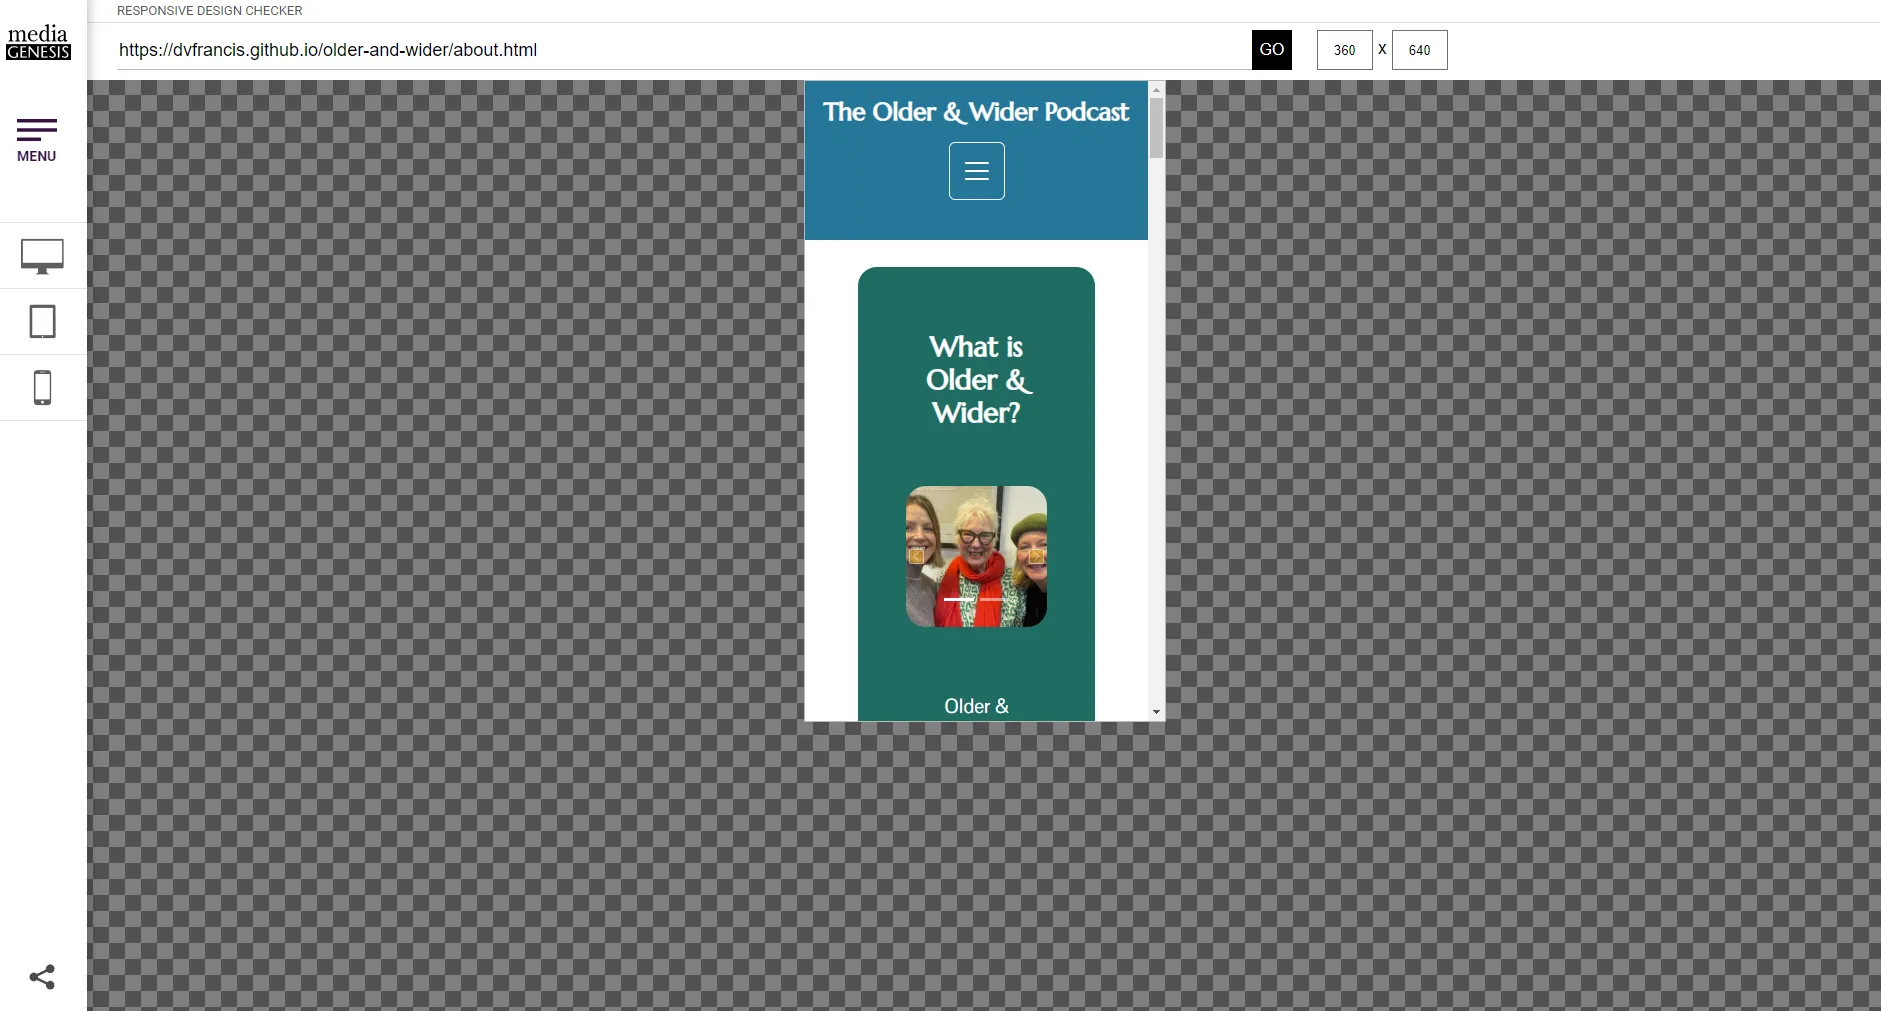 RESPONSIVE DESIGN CHECKER
media
GENESIS
https://dvfrancis.github.io/older-and-wider/about.html
GO
360
X
640
MENU
The Older & Wider Podcast
What is
Older &
Wider?
Older &